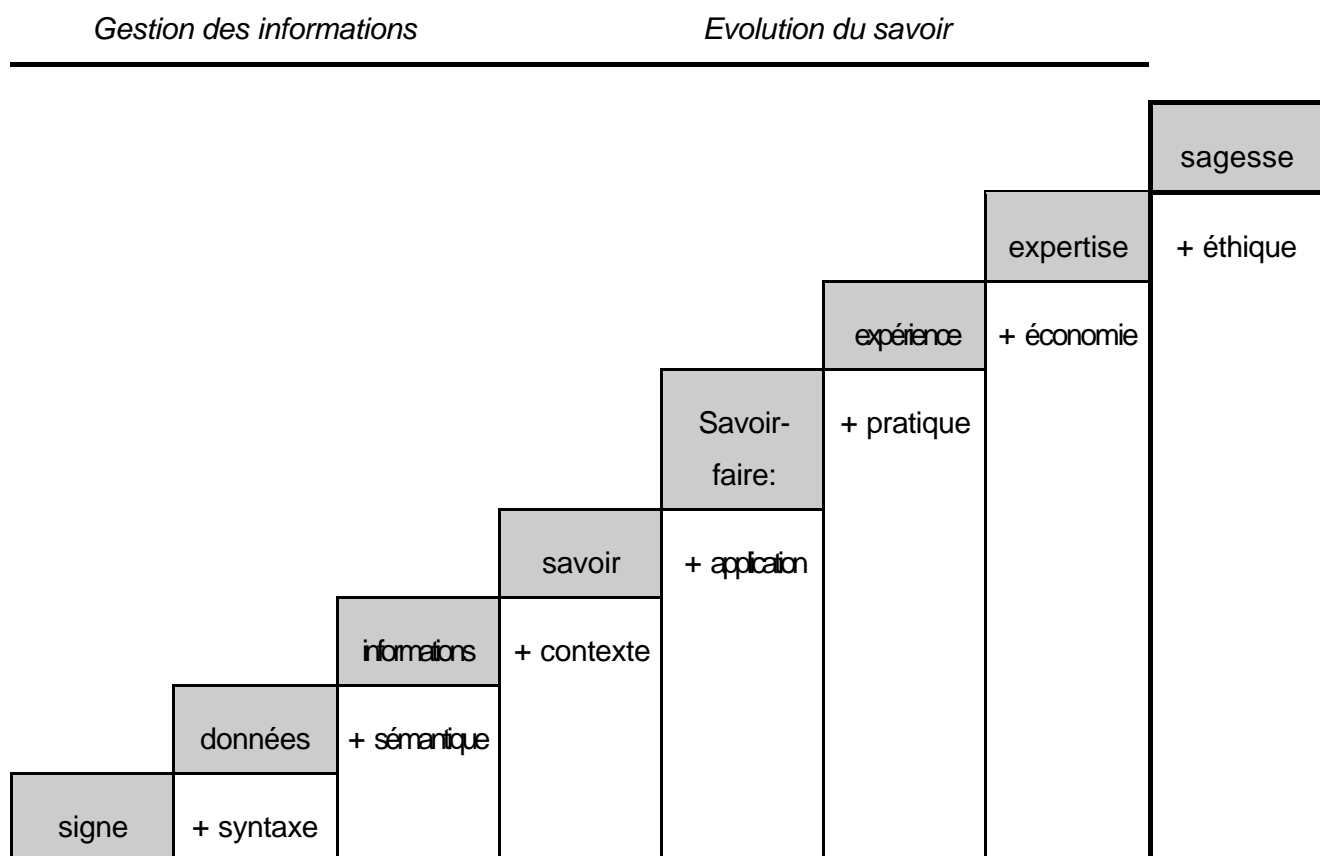 Gestion des informations Evolution du savoir
sagesse
expertise + éthique
expérience + économie
Savoir- + pratique
faire:
savoir + application
informations + contexte
données + sémantique
signe + syntaxe